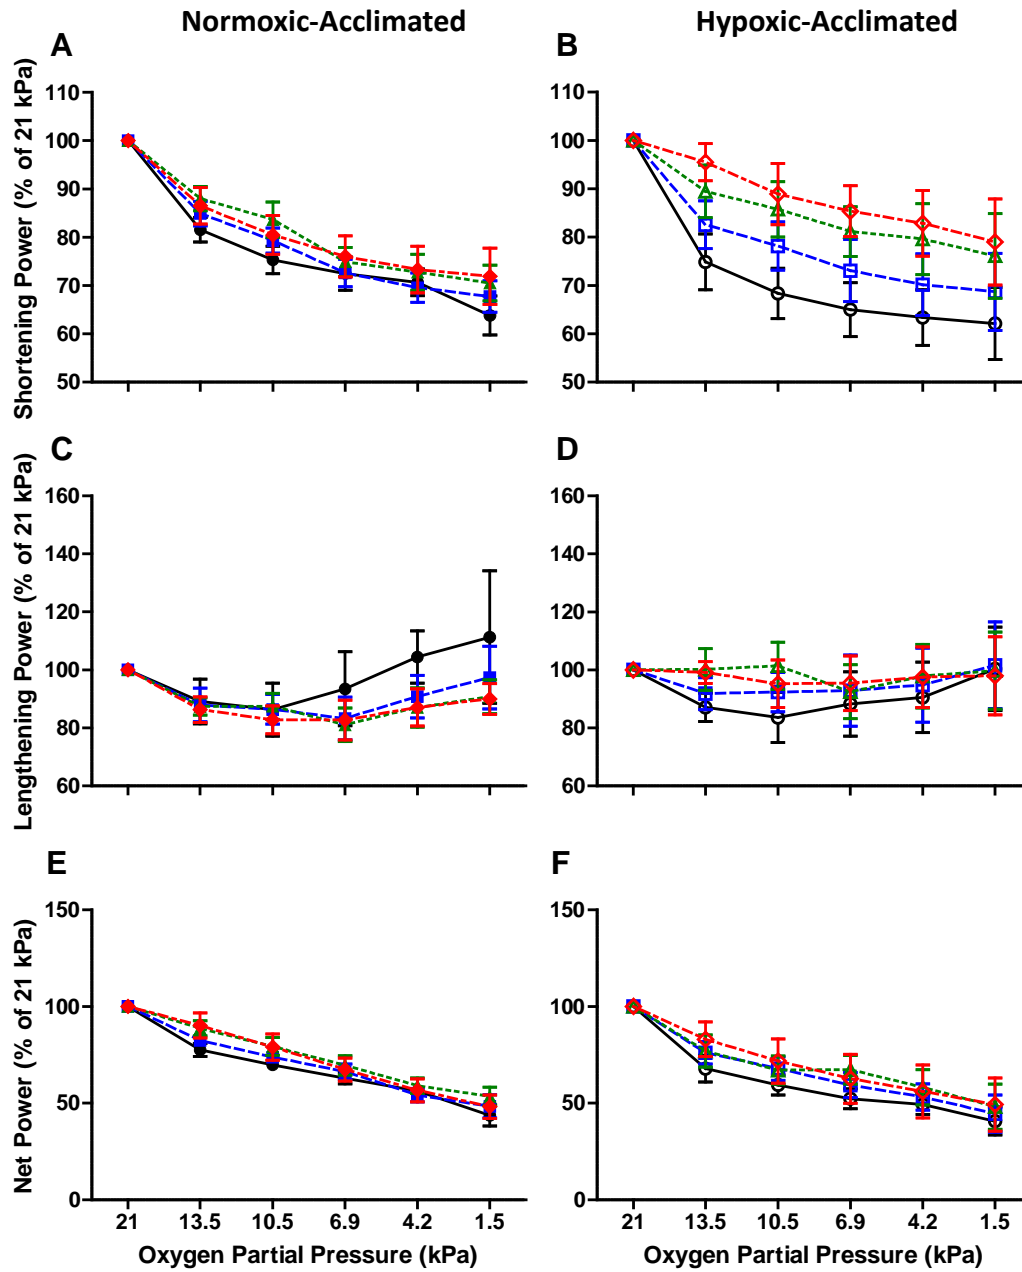 Normoxic-Acclimated
Hypoxic-Acclimated
A
B
Shortening Power (% of 21 kPa)
110
100
90
80
70
60
50
110
100
90
80
70
60
50
C
D
Lengthening Power (% of 21 kPa)
160
140
120
100
80
60
160
140
120
100
80
60
E
F
Net Power (% of 21 kPa)
150
100
50
0
150
100
50
0
21 13.5 10.5 6.9 4.2 1.5
21 13.5 10.5 6.9 4.2 1.5
Oxygen Partial Pressure (kPa)
Oxygen Partial Pressure (kPa)